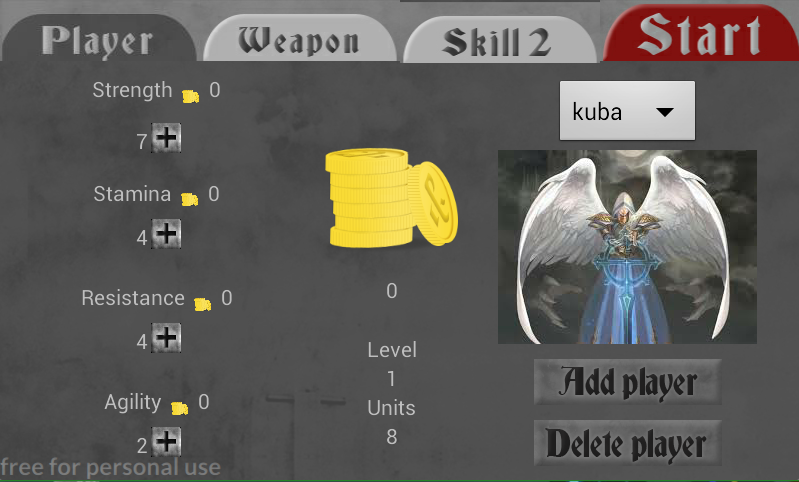 Player Weapon Skill 2 Start
Strength 0
7 +
Stamina 0
4 +
Resistance 0
4 +
Agility 0
2 +
0
Level
1
Units
8
kuba
Add player
Delete player
free for personal use